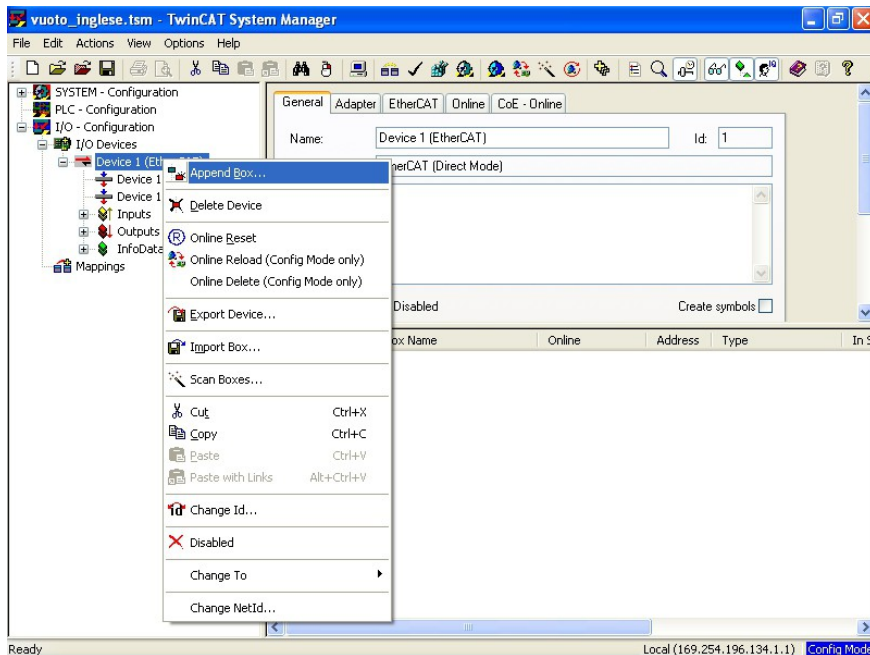 vuoto_inglese.tsm - TwinCAT System Manager
File Edit Actions View Options Help
SYSTEM - Configuration
PLC - Configuration
I/O - Configuration
I/O Devices
Device 1 (EtherCAT)
Device 1
Device 1
Inputs
Outputs
InfoData
Mappings
Append Box...
Delete Device
Online Reset
Online Reload (Config Mode only)
Online Delete (Config Mode only)
Export Device...
Import Box...
Scan Boxes...
Cut Ctrl+X
Copy Ctrl+C
Paste Ctrl+V
Paste with Links Alt+Ctrl+V
Change Id...
Disabled
Change To
Change NetId...
General Adapter EtherCAT Online CoE - Online
Name: Device 1 (EtherCAT) Id: 1
herCAT (Direct Mode)
Disabled Create symbols
ox Name Online Address Type In S
Ready Local (169.254.196.134.1.1) Config Mode